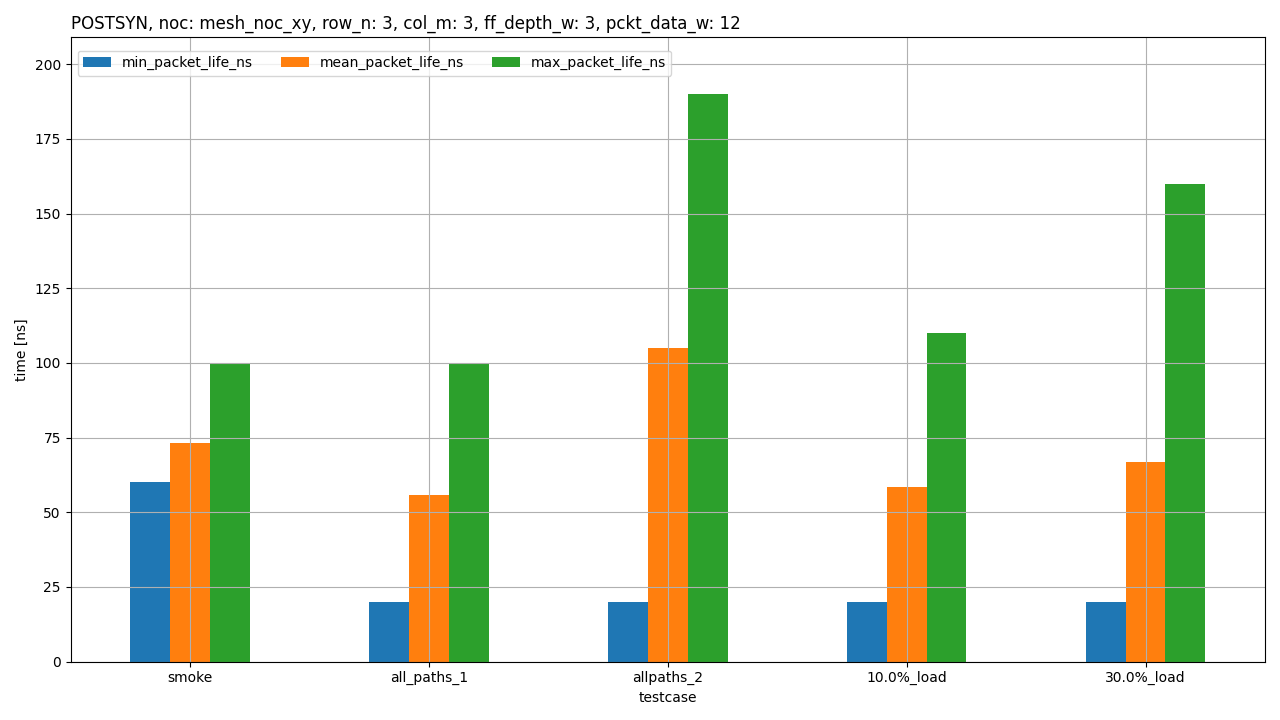 POSTSYN, noc: mesh_noc_xy, row_n: 3, col_m: 3, ff_depth_w: 3, pckt_data_w: 12
min_packet_life_ns mean_packet_life_ns max_packet_life_ns
200
175
150
125
100
75
50
25
0
time [ns]
smoke all_paths_1 allpaths_2 10.0%_load 30.0%_load
testcase